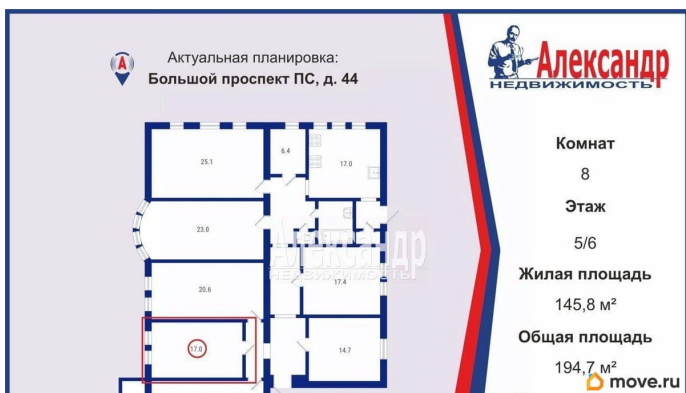 Актуальная планировка:
Большой проспект ПС, д. 44
А
Александр
НЕДВИЖИМОСТЬ
25.1
6.4
17.0
23.0
20.6
17.4
17.0
14.7
Александр
НЕДВИЖИМОСТЬ
Комнат
8
Этаж
5/6
Жилая площадь
145,8 м²
Общая площадь
194,7 м²
move.ru